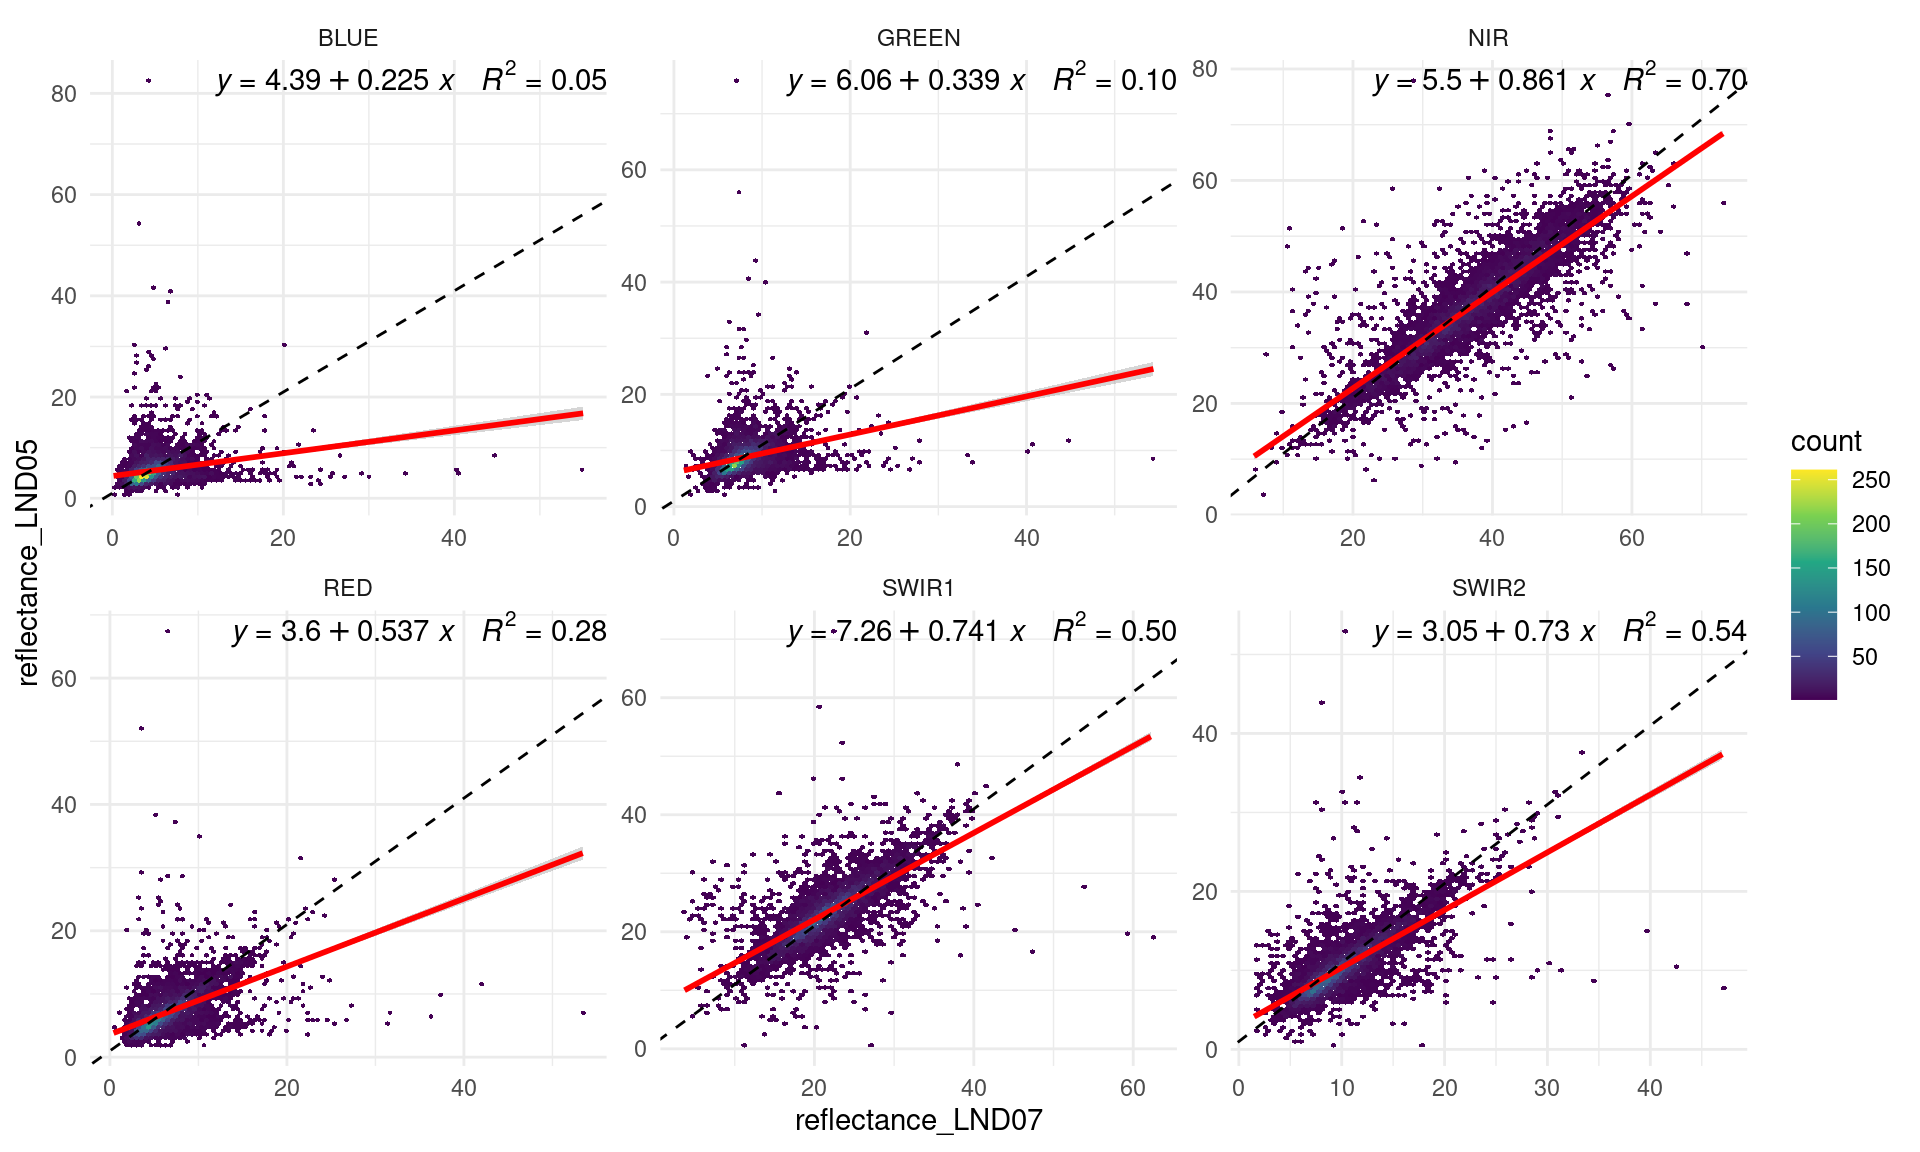 BLUE
y = 4.39 + 0.225 x R² = 0.05
80
60
40
20
0
0 20 40
GREEN
y = 6.06 + 0.339 x R² = 0.10
60
40
20
0
0 20 40
NIR
y = 5.5 + 0.861 x R² = 0.70
80
60
40
20
0
20 40 60
RED
y = 3.6 + 0.537 x R² = 0.28
60
40
20
0
0 20 40
SWIR1
y = 7.26 + 0.741 x R² = 0.50
60
40
20
0
20 40 60
SWIR2
y = 3.05 + 0.73 x R² = 0.54
40
20
0
0 10 20 30 40
reflectance_LND05
reflectance_LND07
count
250
200
150
100
50